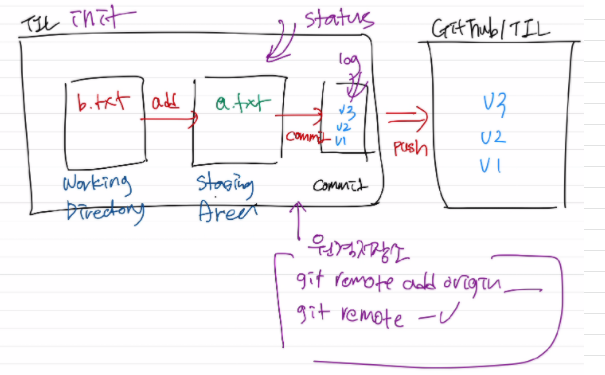 TIL init
status
GitHub/TIL
log
b.txt
add
a.txt
v3
v2
v1
commit
push
v3
v2
v1
Working
Directory
Staging
Area
commit
원격저장소
git remote add origin ___
git remote -v